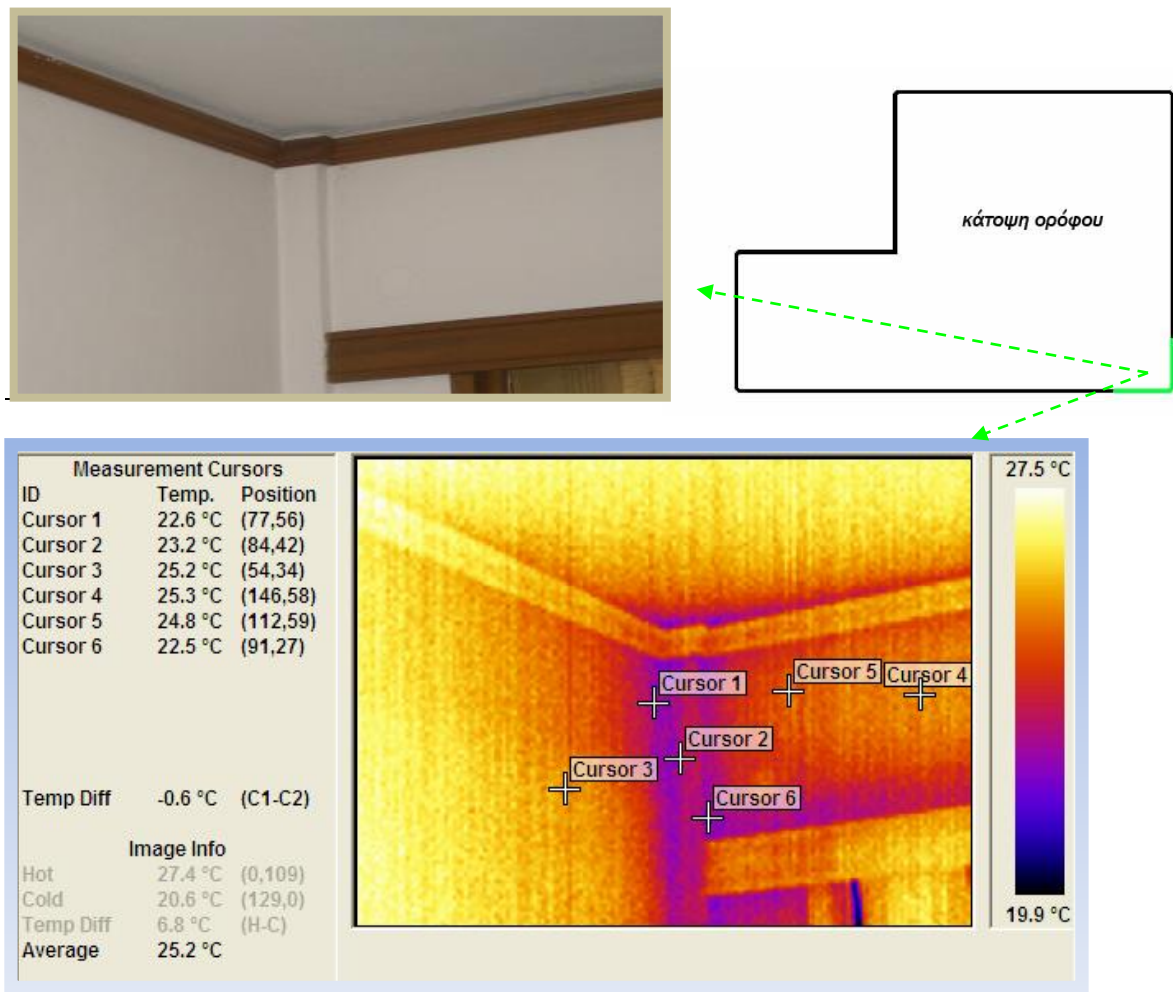 κάτοψη ορόφου
Measurement Cursors
ID Temp. Position
Cursor 1 22.6 °C (77,56)
Cursor 2 23.2 °C (84,42)
Cursor 3 25.2 °C (54,34)
Cursor 4 25.3 °C (146,58)
Cursor 5 24.8 °C (112,59)
Cursor 6 22.5 °C (91,27)
Temp Diff -0.6 °C (C1-C2)
Image Info
Hot 27.4 °C (0,109)
Cold 20.6 °C (129,0)
Temp Diff 6.8 °C (H-C)
Average 25.2 °C
Cursor 1
Cursor 5
Cursor 4
Cursor 2
Cursor 3
Cursor 6
27.5 °C
19.9 °C